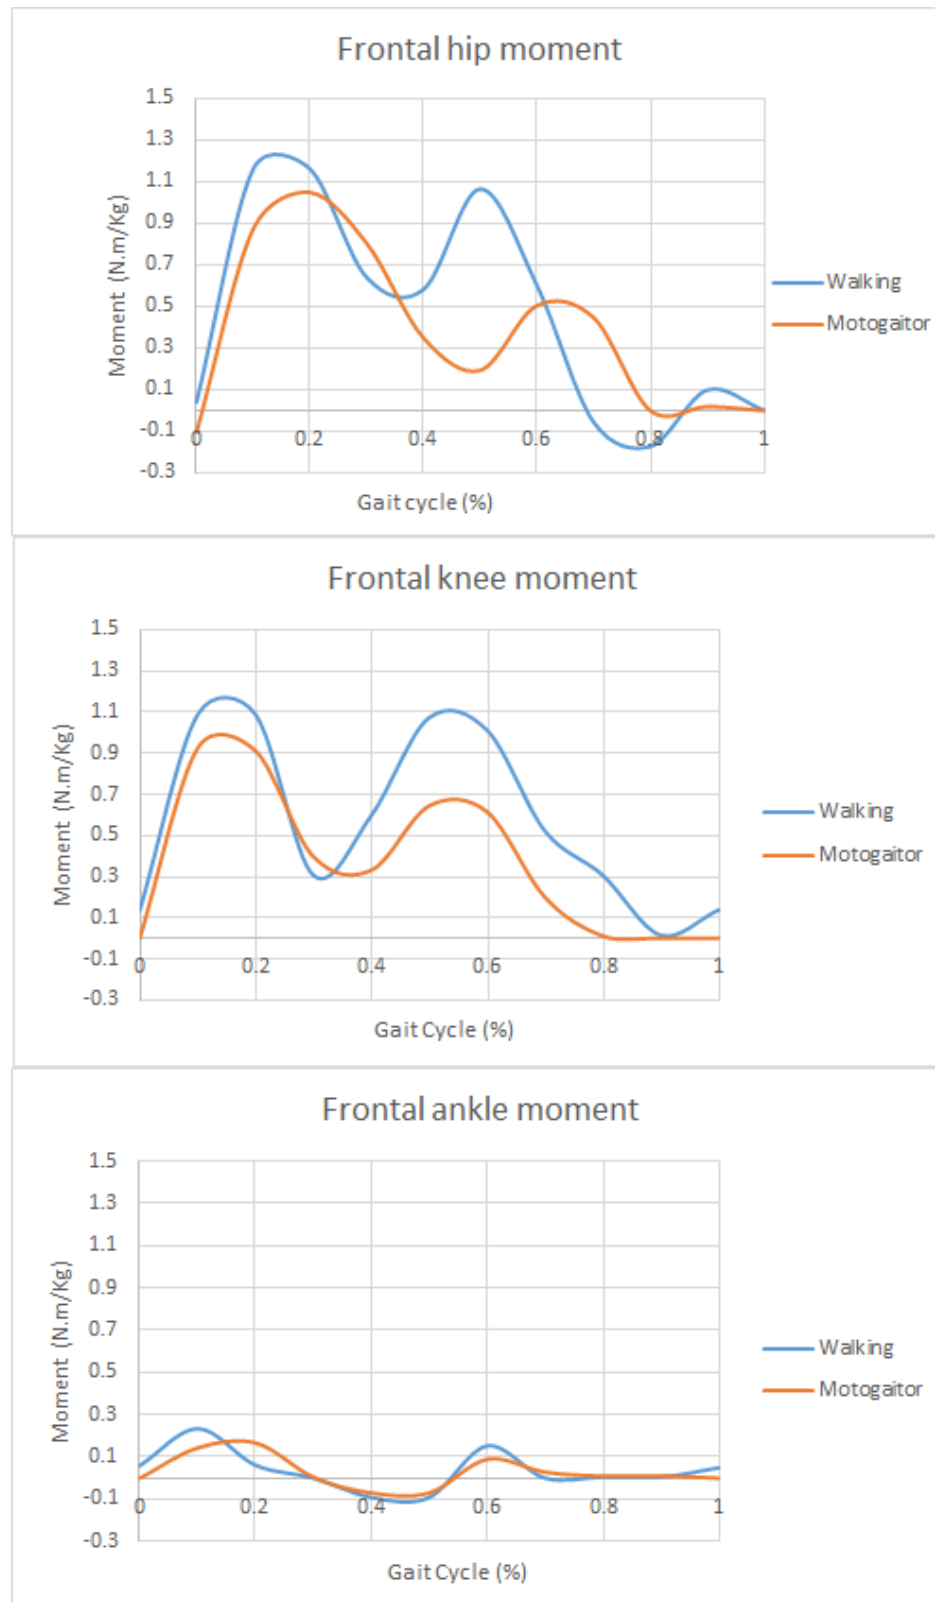 Frontal hip moment
1.5
1.3
1.1
0.9
0.7
0.5
0.3
0.1
-0.1
-0.3
Moment (N.m/Kg)
0 0.2 0.4 0.6 0.8 1
Gait cycle (%)
Walking
Motogaitor
Frontal knee moment
1.5
1.3
1.1
0.9
0.7
0.5
0.3
0.1
-0.1
-0.3
Moment (N.m/Kg)
0 0.2 0.4 0.6 0.8 1
Gait Cycle (%)
Walking
Motogaitor
Frontal ankle moment
1.5
1.3
1.1
0.9
0.7
0.5
0.3
0.1
-0.1
-0.3
Moment (N.m/Kg)
0 0.2 0.4 0.6 0.8 1
Gait Cycle (%)
Walking
Motogaitor